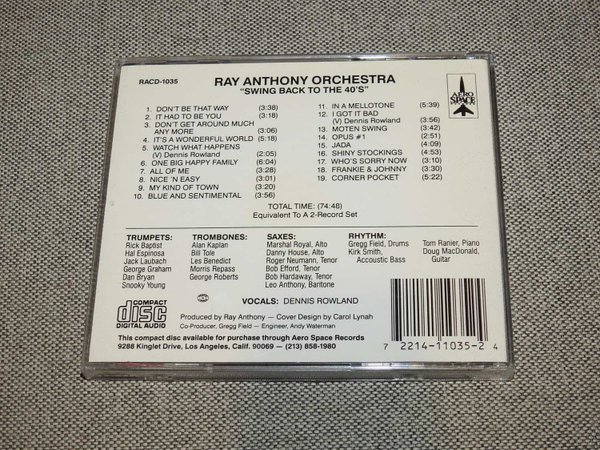 RACD-1035
RAY ANTHONY ORCHESTRA
"SWING BACK TO THE 40'S"
AERO
SPACE
1. DON'T BE THAT WAY (3:38)
2. IT HAD TO BE YOU (3:18)
3. DON'T GET AROUND MUCH
ANY MORE (3:06)
4. IT'S A WONDERFUL WORLD (5:18)
5. WATCH WHAT HAPPENS
(V) Dennis Rowland (2:05)
6. ONE BIG HAPPY FAMILY (4:09)
7. ALL OF ME (3:28)
8. NICE 'N EASY (3:01)
9. MY KIND OF TOWN (3:20)
10. BLUE AND SENTIMENTAL (3:56)
11. IN A MELLOTONE (5:39)
12. I GOT IT BAD
(V) Dennis Rowland (3:56)
13. MOTEN SWING (3:42)
14. OPUS #1 (2:51)
15. JADA (4:09)
16. SHINY STOCKINGS (4:53)
17. WHO'S SORRY NOW (3:10)
18. FRANKIE & JOHNNY (3:30)
19. CORNER POCKET (5:22)
TOTAL TIME: (74:48)
Equivalent To A 2-Record Set
TRUMPETS:
Rick Baptist
Hal Espinosa
Jack Laubach
George Graham
Dan Bryan
Snooky Young
TROMBONES:
Alan Kaplan
Bill Tole
Les Benedict
Morris Repass
George Roberts
SAXES:
Marshal Royal, Alto
Danny House, Alto
Roger Neumann, Tenor
Bob Efford, Tenor
Bob Hardaway, Tenor
Leo Anthony, Baritone
RHYTHM:
Gregg Field, Drums
Kirk Smith,
Accoustic Bass
Tom Ranier, Piano
Doug MacDonald,
Guitar
COMPACT
disc
DIGITAL AUDIO
VOCALS: DENNIS ROWLAND
Produced by Ray Anthony — Cover Design by Carol Lynah
Co-Producer, Gregg Field — Engineer, Andy Waterman
This compact disc available for purchase through Aero Space Records
9288 Kinglet Drive, Los Angeles, Calif. 90069 — (213) 858-1980
7 22214-11035-2 4